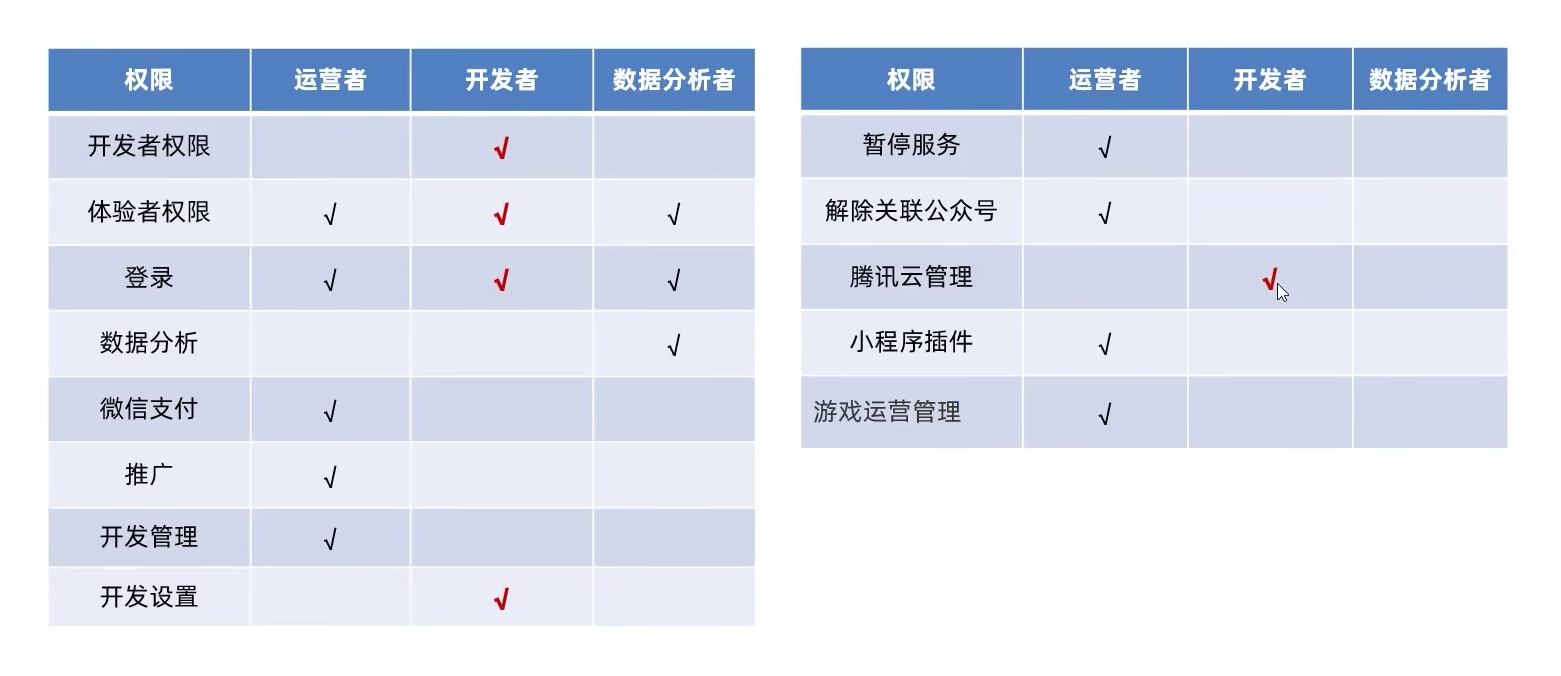 权限 运营者 开发者 数据分析者
开发者权限 √
体验者权限 √ √ √
登录 √ √ √
数据分析 √
微信支付 √
推广 √
开发管理 √
开发设置 √
权限 运营者 开发者 数据分析者
暂停服务 √
解除关联公众号 √
腾讯云管理 √
小程序插件 √
游戏运营管理 √